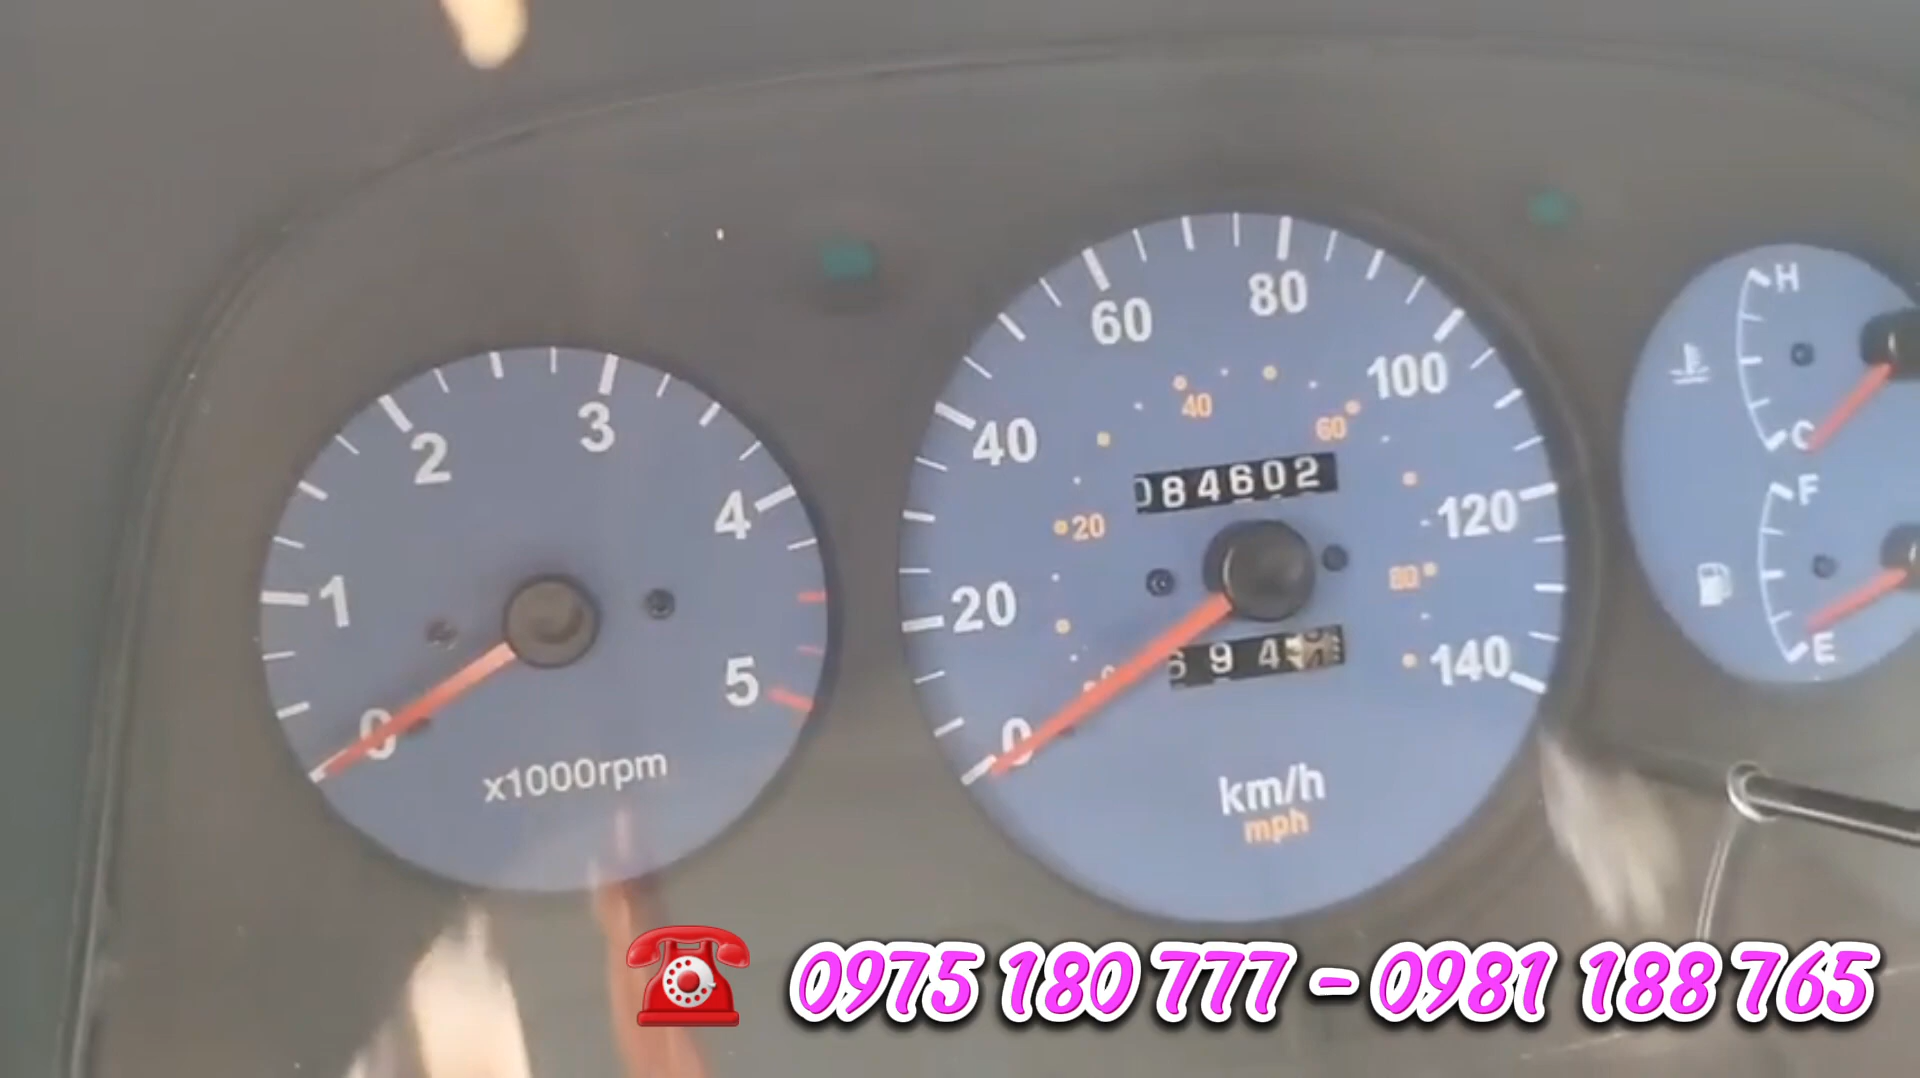 0 1 2 3 4 5
x1000rpm
0 20 40 60 80 100 120 140
20 40 60 80
084602
694
km/h
mph
H
C
F
E
0975 180 777 - 0981 188 765